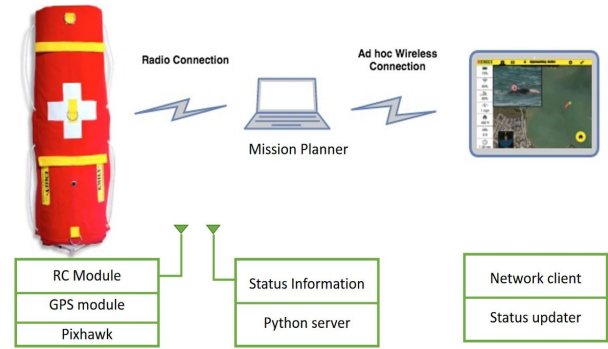 Radio Connection
Ad hoc Wireless
Connection
Mission Planner
RC Module
GPS module
Pixhawk
Status Information
Python server
Network client
Status updater